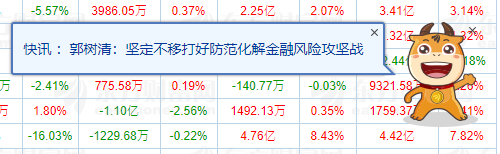 -5.57% 3986.05万 0.37% 2.25亿 2.07% 3.41亿 3.14%
快讯 ：郭树清：坚定不移打好防范化解金融风险攻坚战
-2.41% 775.58万 0.19% -140.77万 -0.03% 9321.58
1.80% -1.10亿 -2.56% 1492.13万 0.35% 1759.37
-16.03% -1229.68万 -0.22% 4.76亿 8.43% 4.42亿 7.82%